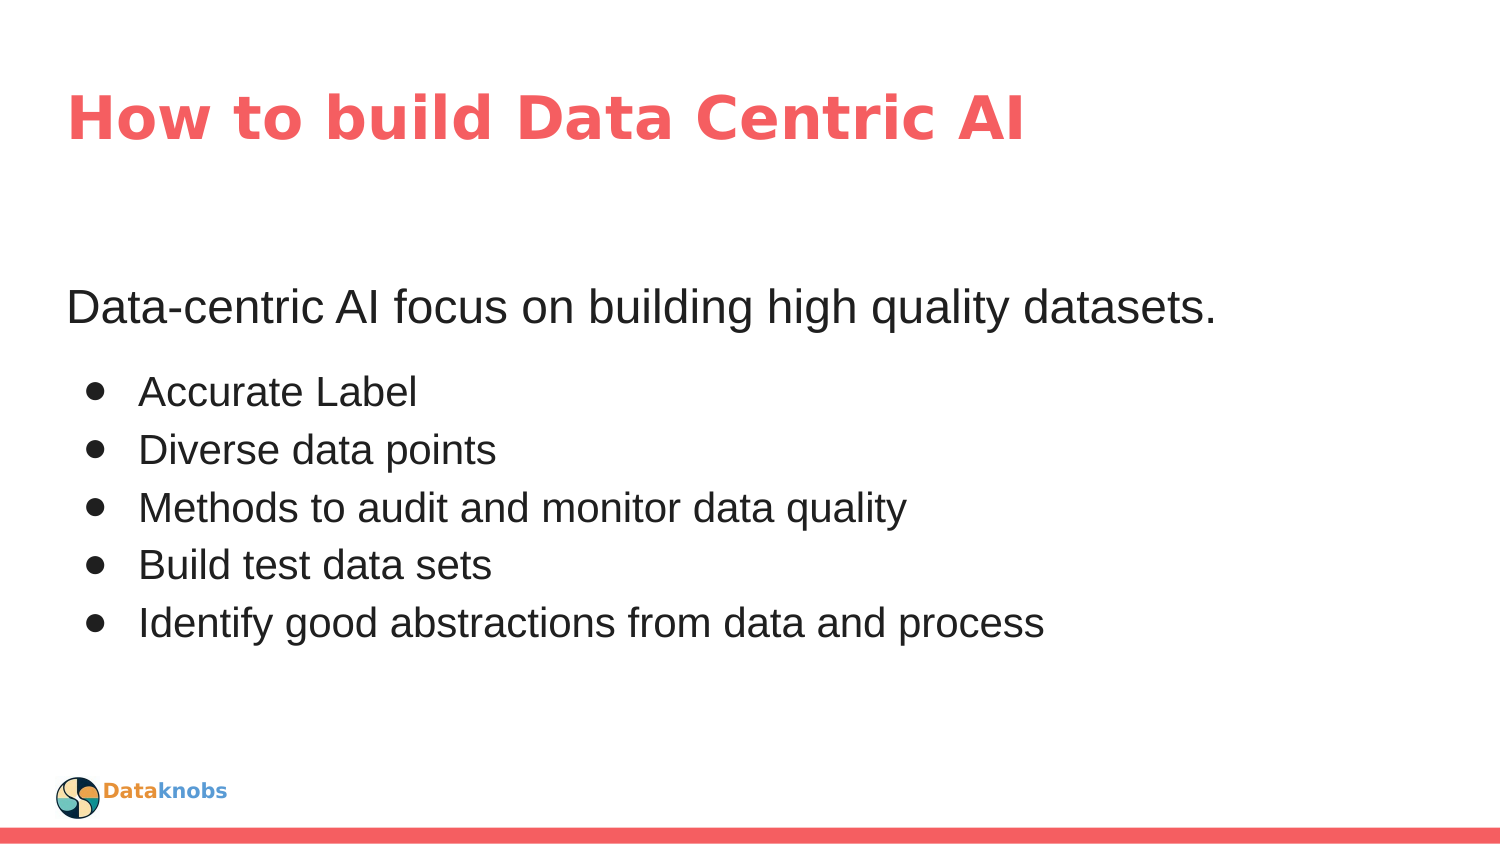 How to build Data Centric AI
Data-centric AI focus on building high quality datasets.
● Accurate Label
● Diverse data points
● Methods to audit and monitor data quality
● Build test data sets
● Identify good abstractions from data and process
Dataknobs